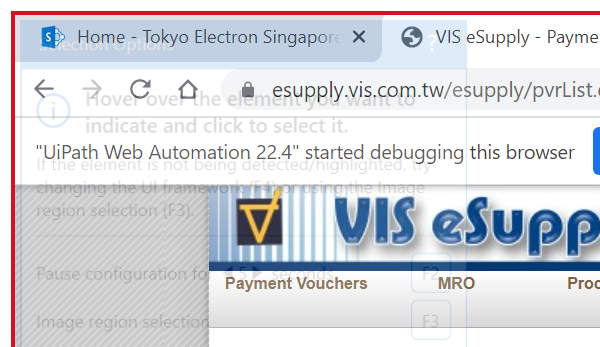 Home - Tokyo Electron Singapore
VIS eSupply - Payme
Selection Options
esupply.vis.com.tw/esupply/pvrList.
Hover over the element you want to
indicate and click to select it.
"UiPath Web Automation 22.4" started debugging this browser
If the element is not being detected/highlighted, try
changing the UI framework (F4) or using the Image
region selection (F3).
VIS eSupp
Payment Vouchers
MRO
Proc
Pause configuration fo 5 seconds
F2
Image region selection
F3